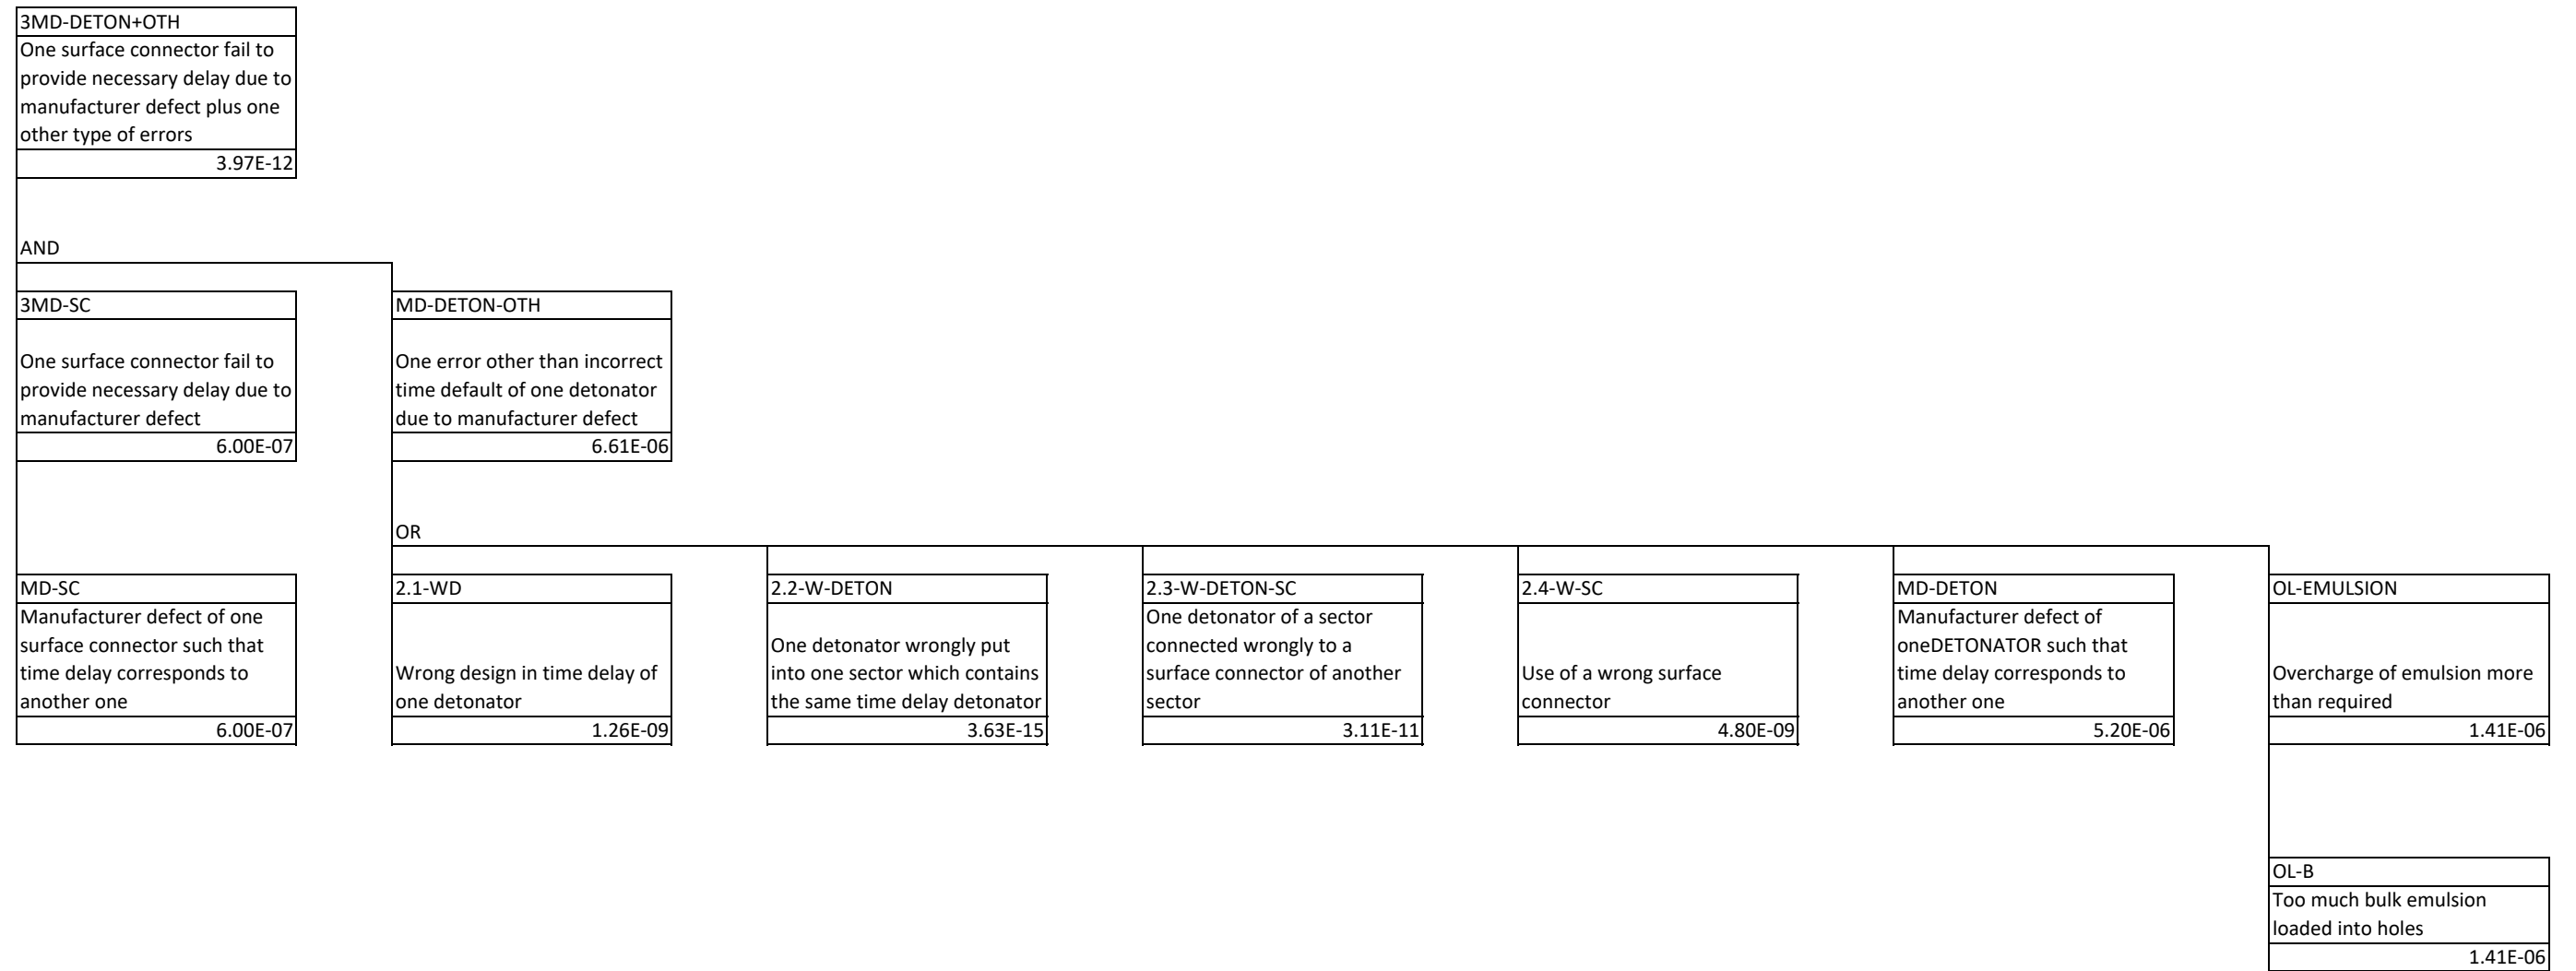 3MD-DETON+OTH
One surface connector fail to
provide necessary delay due to
manufacturer defect plus one
other type of errors
3.97E-12
AND
3MD-SC
One surface connector fail to
provide necessary delay due to
manufacturer defect
6.00E-07
MD-DETON-OTH
One error other than incorrect
time default of one detonator
due to manufacturer defect
6.61E-06
OR
MD-SC
Manufacturer defect of one
surface connector such that
time delay corresponds to
another one
6.00E-07
2.1-WD
Wrong design in time delay of
one detonator
1.26E-09
2.2-W-DETON
One detonator wrongly put
into one sector which contains
the same time delay detonator
3.63E-15
2.3-W-DETON-SC
One detonator of a sector
connected wrongly to a
surface connector of another
sector
3.11E-11
2.4-W-SC
Use of a wrong surface
connector
4.80E-09
MD-DETON
Manufacturer defect of
oneDETONATOR such that
time delay corresponds to
another one
5.20E-06
OL-EMULSION
Overcharge of emulsion more
than required
1.41E-06
OL-B
Too much bulk emulsion
loaded into holes
1.41E-06